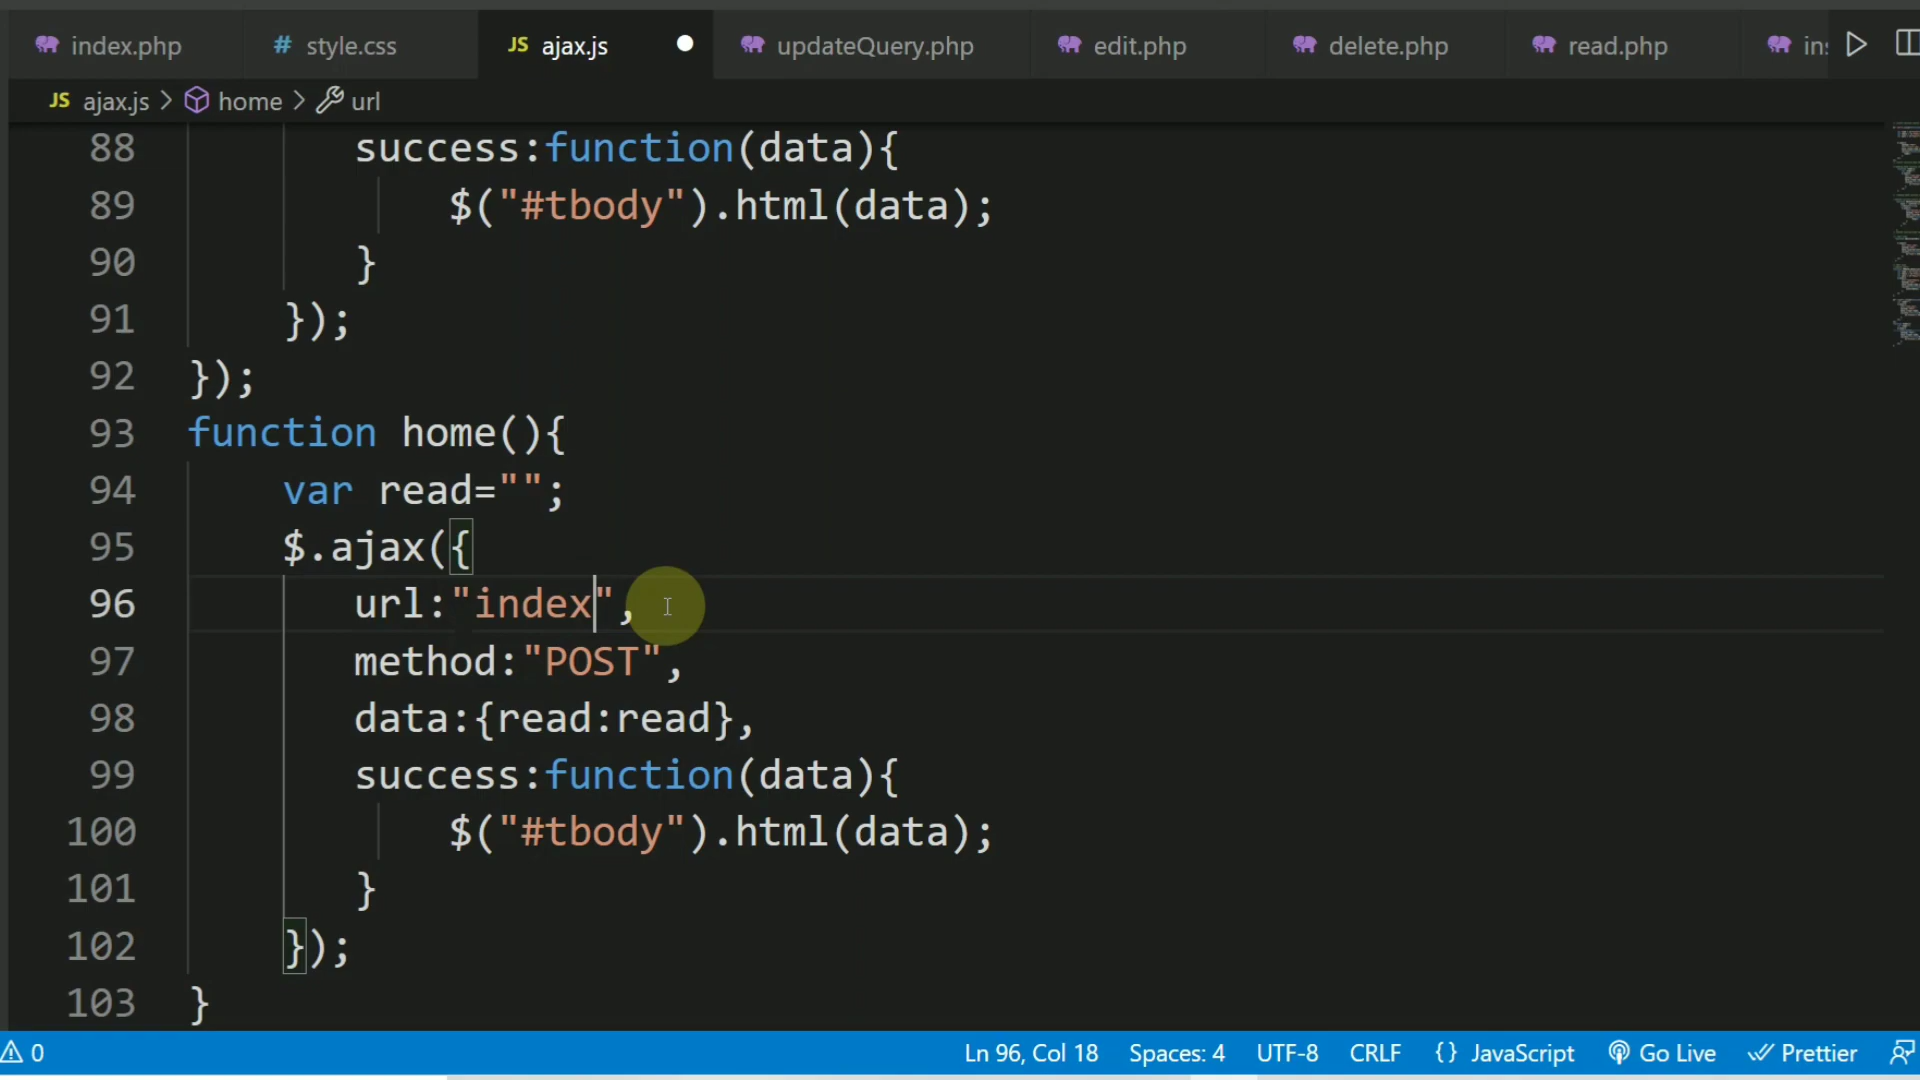 index.php # style.css JS ajax.js updateQuery.php edit.php delete.php read.php in
JS ajax.js > home > url
88 success:function(data){
89 $("#tbody").html(data);
90 }
91 });
92 });
93 function home(){
94 var read="";
95 $.ajax({
96 url:"index",
97 method:"POST",
98 data:{read:read},
99 success:function(data){
100 $("#tbody").html(data);
101 }
102 });
103 }
0 Ln 96, Col 18 Spaces: 4 UTF-8 CRLF {} JavaScript Go Live Prettier